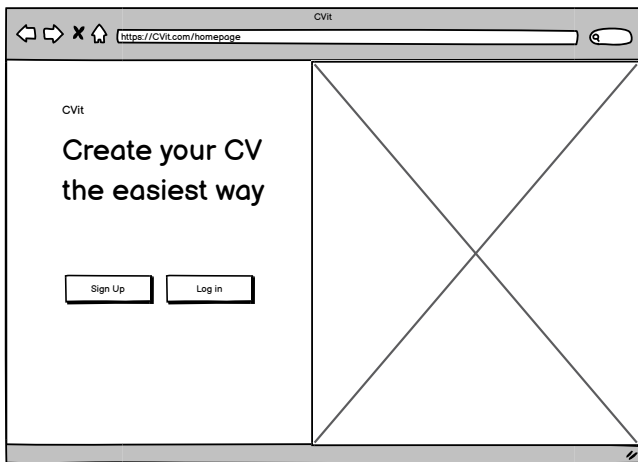 CVit
https://CVit.com/homepage
CVit
Create your CV
the easiest way
Sign Up
Log in